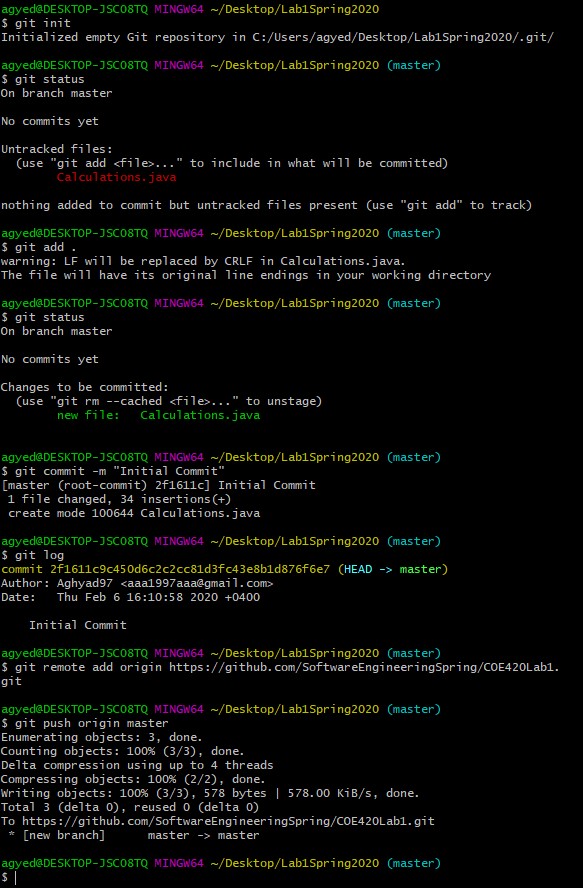 agyed@DESKTOP-JSCO8TQ MINGW64 ~/Desktop/Lab1Spring2020
$ git init
Initialized empty Git repository in C:/Users/agyed/Desktop/Lab1Spring2020/.git/
agyed@DESKTOP-JSCO8TQ MINGW64 ~/Desktop/Lab1Spring2020 (master)
$ git status
On branch master
No commits yet
Untracked files:
  (use "git add <file>..." to include in what will be committed)
        Calculations.java
nothing added to commit but untracked files present (use "git add" to track)
agyed@DESKTOP-JSCO8TQ MINGW64 ~/Desktop/Lab1Spring2020 (master)
$ git add .
warning: LF will be replaced by CRLF in Calculations.java.
The file will have its original line endings in your working directory
agyed@DESKTOP-JSCO8TQ MINGW64 ~/Desktop/Lab1Spring2020 (master)
$ git status
On branch master
No commits yet
Changes to be committed:
  (use "git rm --cached <file>..." to unstage)
        new file:   Calculations.java
agyed@DESKTOP-JSCO8TQ MINGW64 ~/Desktop/Lab1Spring2020 (master)
$ git commit -m "Initial Commit"
[master (root-commit) 2f1611c] Initial Commit
 1 file changed, 34 insertions(+)
 create mode 100644 Calculations.java
agyed@DESKTOP-JSCO8TQ MINGW64 ~/Desktop/Lab1Spring2020 (master)
$ git log
commit 2f1611c9c450d6c2c2cc81d3fc43e8b1d876f6e7 (HEAD -> master)
Author: Aghyad97 <aaa1997aaa@gmail.com>
Date:   Thu Feb 6 16:10:58 2020 +0400
    Initial Commit
agyed@DESKTOP-JSCO8TQ MINGW64 ~/Desktop/Lab1Spring2020 (master)
$ git remote add origin https://github.com/SoftwareEngineeringSpring/COE420Lab1.
git
agyed@DESKTOP-JSCO8TQ MINGW64 ~/Desktop/Lab1Spring2020 (master)
$ git push origin master
Enumerating objects: 3, done.
Counting objects: 100% (3/3), done.
Delta compression using up to 4 threads
Compressing objects: 100% (2/2), done.
Writing objects: 100% (3/3), 578 bytes | 578.00 KiB/s, done.
Total 3 (delta 0), reused 0 (delta 0)
To https://github.com/SoftwareEngineeringSpring/COE420Lab1.git
 * [new branch]      master -> master
agyed@DESKTOP-JSCO8TQ MINGW64 ~/Desktop/Lab1Spring2020 (master)
$